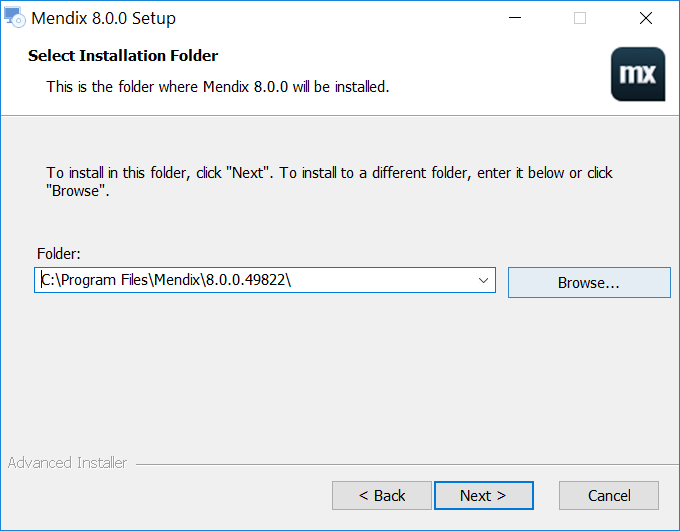 Mendix 8.0.0 Setup
Select Installation Folder
This is the folder where Mendix 8.0.0 will be installed.
mx
To install in this folder, click "Next". To install to a different folder, enter it below or click
"Browse".
Folder:
C:\Program Files\Mendix\8.0.0.49822\
Browse...
Advanced Installer
< Back
Next >
Cancel